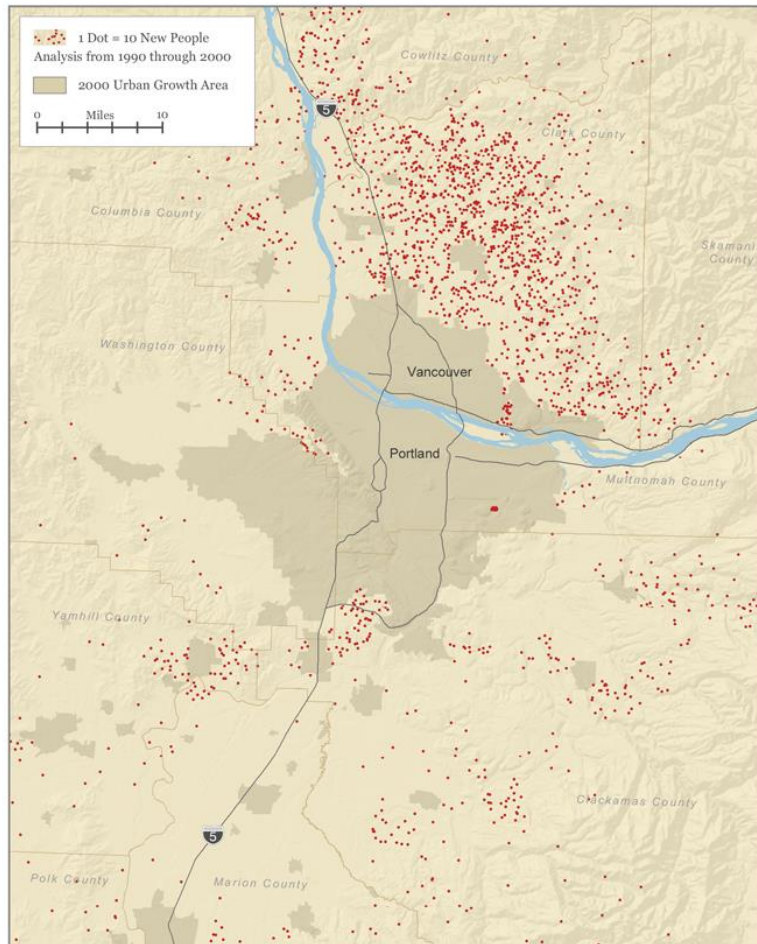 1 Dot = 10 New People
Analysis from 1990 through 2000
2000 Urban Growth Area
0 Miles 10
Cowlitz County
5
Clark County
Columbia County
Skamania
County
Washington County
Vancouver
Portland
Multnomah County
Yamhill County
Clackamas County
5
Polk County
Marion County